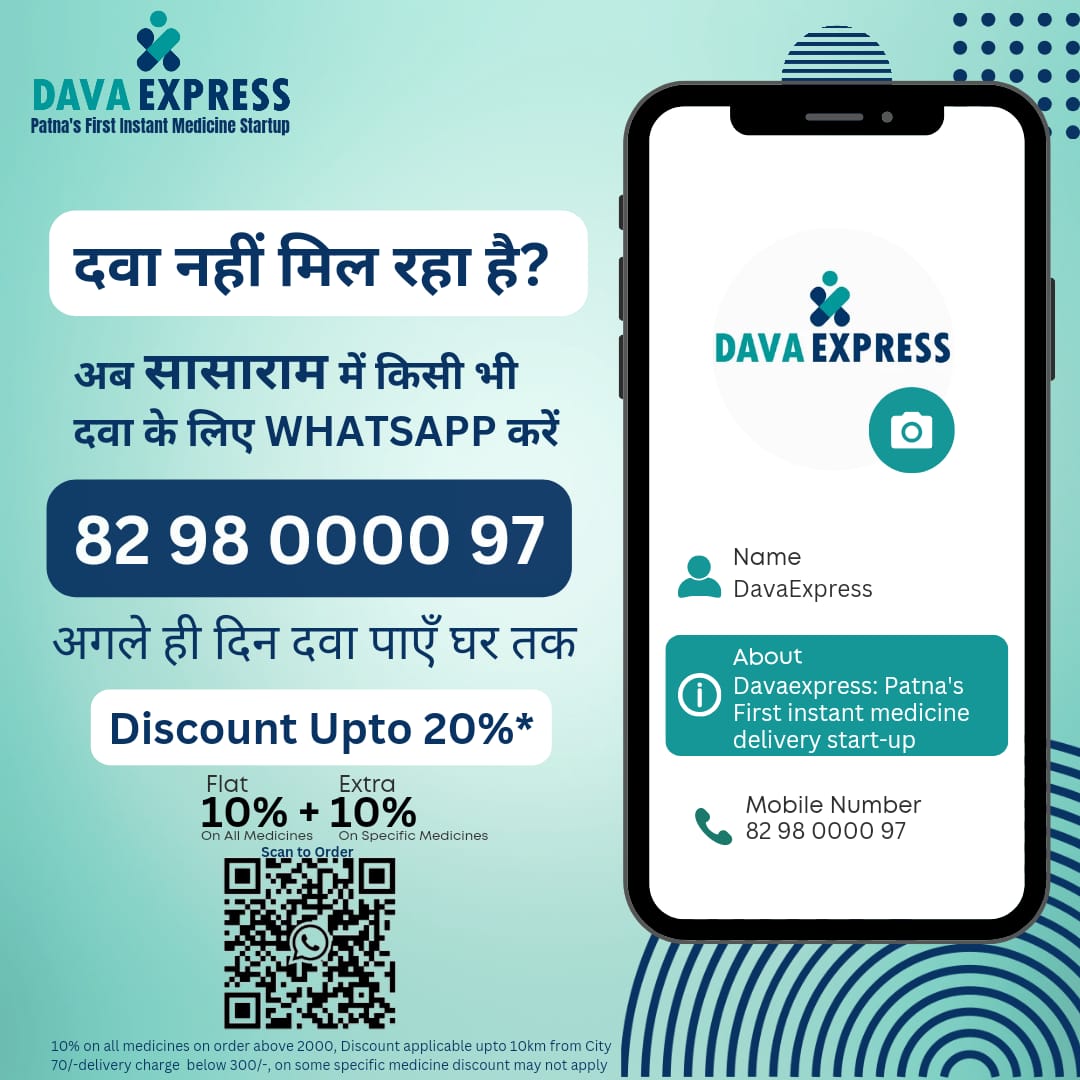 DAVA EXPRESS
Patna's First Instant Medicine Startup
दवा नहीं मिल रहा है?
अब सासाराम में किसी भी
दवा के लिए WHATSAPP करें
82 98 0000 97
अगले ही दिन दवा पाएँ घर तक
Discount Upto 20%*
Flat Extra
10% + 10%
On All Medicines On Specific Medicines
Scan to Order
10% on all medicines on order above 2000, Discount applicable upto 10km from City
70/-delivery charge below 300/-, on some specific medicine discount may not apply
DAVA EXPRESS
Name
DavaExpress
About
Davaexpress: Patna's
First instant medicine
delivery start-up
Mobile Number
82 98 0000 97